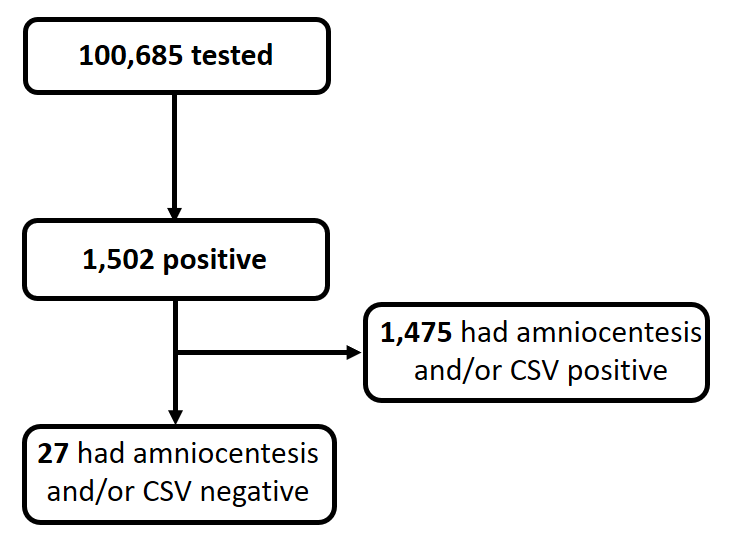 100,685 tested
1,502 positive
1,475 had amniocentesis
and/or CSV positive
27 had amniocentesis
and/or CSV negative